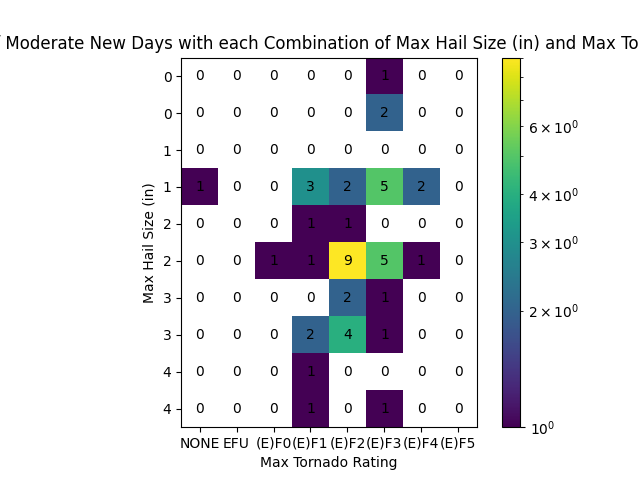 Moderate New Days with each Combination of Max Hail Size (in) and Max To
0 0 0 0 0 0 1 0 0
0 0 0 0 0 0 2 0 0
1 0 0 0 0 0 0 0 0
1 1 0 0 3 2 5 2 0
2 0 0 0 1 1 0 0 0
2 0 0 1 1 9 5 1 0
3 0 0 0 0 2 1 0 0
3 0 0 0 2 4 1 0 0
4 0 0 0 1 0 0 0 0
4 0 0 0 1 0 1 0 0
NONE EFU (E)F0 (E)F1 (E)F2 (E)F3 (E)F4 (E)F5
Max Tornado Rating
Max Hail Size (in)
6 × 10⁰
4 × 10⁰
3 × 10⁰
2 × 10⁰
10⁰